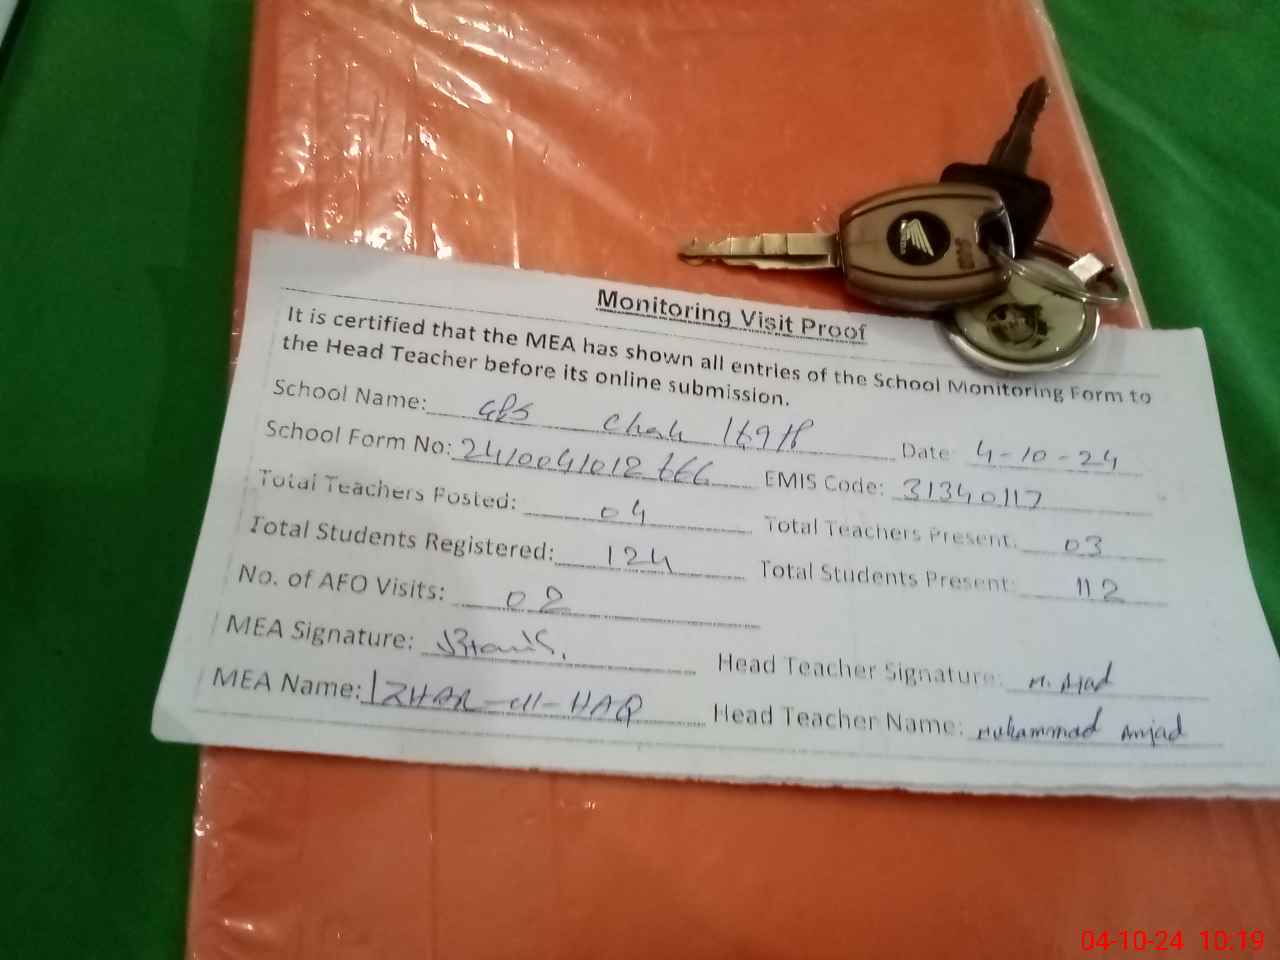 Monitoring Visit Proof
It is certified that the MEA has shown all entries of the School Monitoring Form to
the Head Teacher before its online submission.
School Name: GPS Chak 169P Date 4-10-24
School Form No: 2410041012666 EMIS Code: 31340117
Total Teachers Posted: 04 Total Teachers Present: 03
Total Students Registered: 124 Total Students Present: 112
No. of AEO Visits: 02
MEA Signature: Head Teacher Signature: M. Ajad
MEA Name: IZHAR-ul-HAQ Head Teacher Name: Muhammad Amjad
04-10-24 10:19